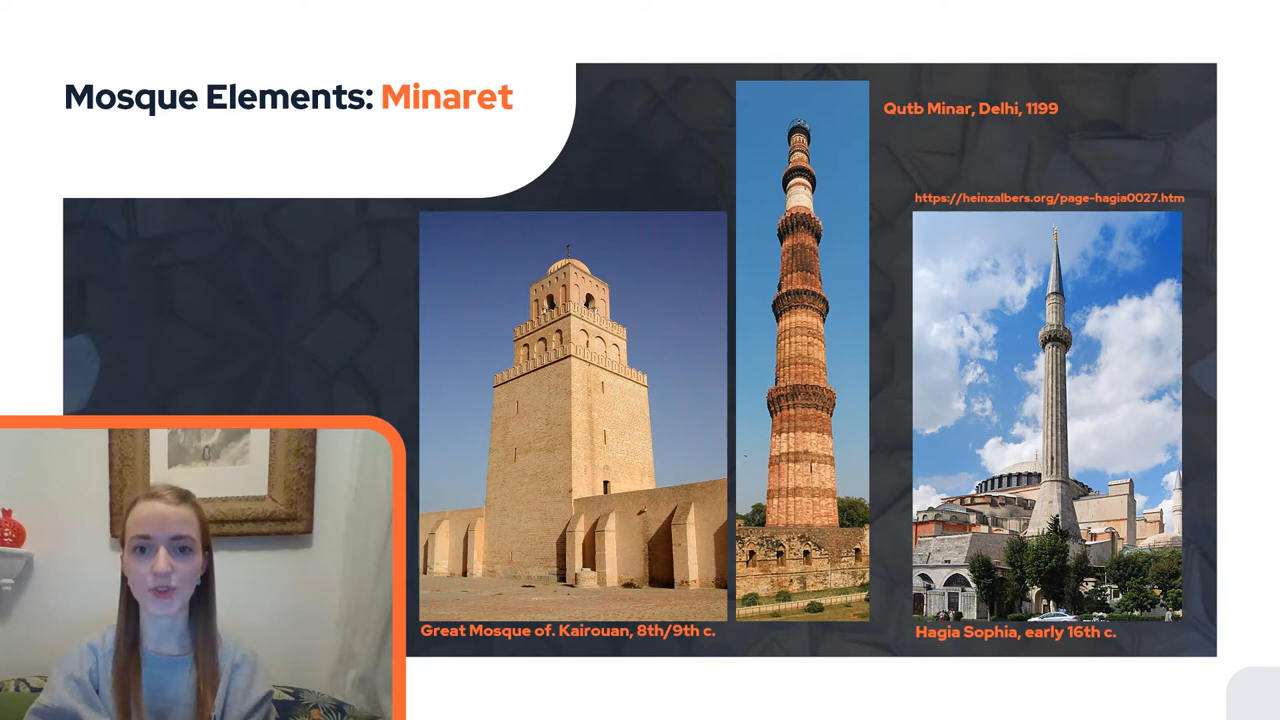 Mosque Elements: Minaret
Qutb Minar, Delhi, 1199
https://heinzalbers.org/page-hagia0027.htm
Great Mosque of. Kairouan, 8th/9th c.
Hagia Sophia, early 16th c.